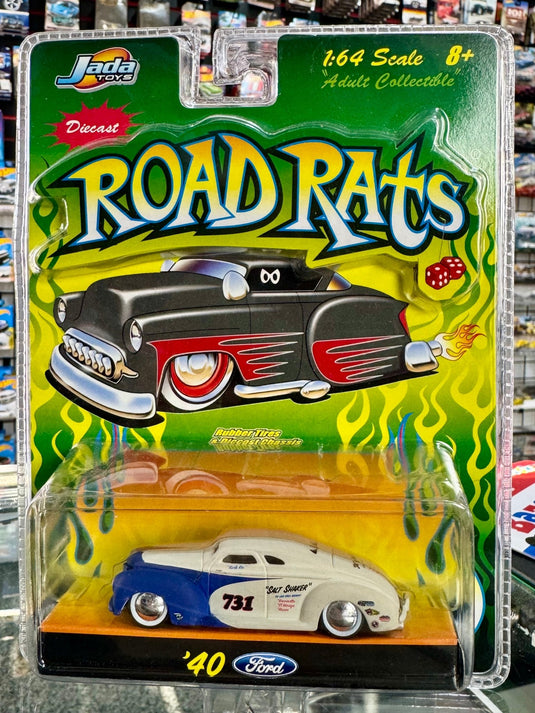 Jada
TOYS
1:64 Scale 8+
"Adult Collectible"
Diecast
ROAD RATS
Rubber Tires
& Diecast Chassis
"SALT SHAKER"
731
'40 Ford